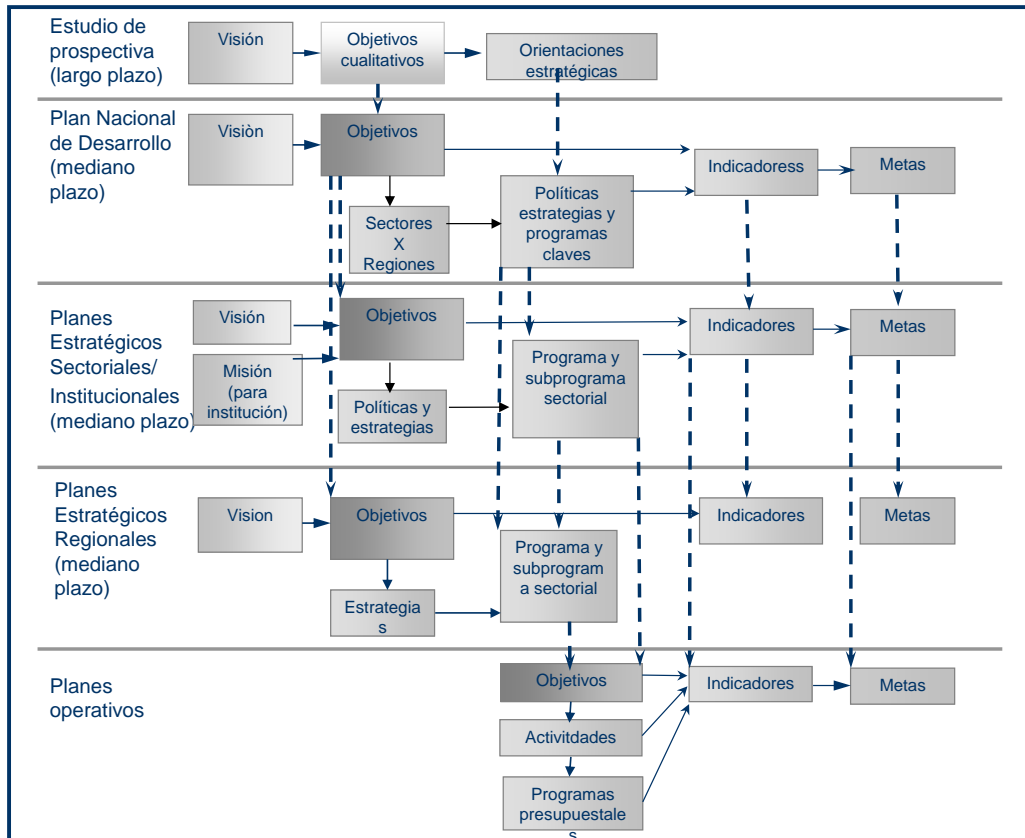 Estudio de
prospectiva
(largo plazo)
Visión
Objetivos
cualitativos
Orientaciones
estratégicas
Plan Nacional
de Desarrollo
(mediano
plazo)
Visiòn
Objetivos
Indicadoress
Metas
Sectores
X
Regiones
Políticas
estrategias y
programas
claves
Planes
Estratégicos
Sectoriales/
Institucionales
(mediano plazo)
Visión
Misión
(para
institución)
Objetivos
Indicadores
Metas
Políticas y
estrategias
Programa y
subprograma
sectorial
Planes
Estratégicos
Regionales
(mediano
plazo)
Vision
Objetivos
Indicadores
Metas
Estrategia
s
Programa y
subprogram
a sectorial
Planes
operativos
Objetivos
Indicadores
Metas
Activitdades
Programas
presupuestale
s